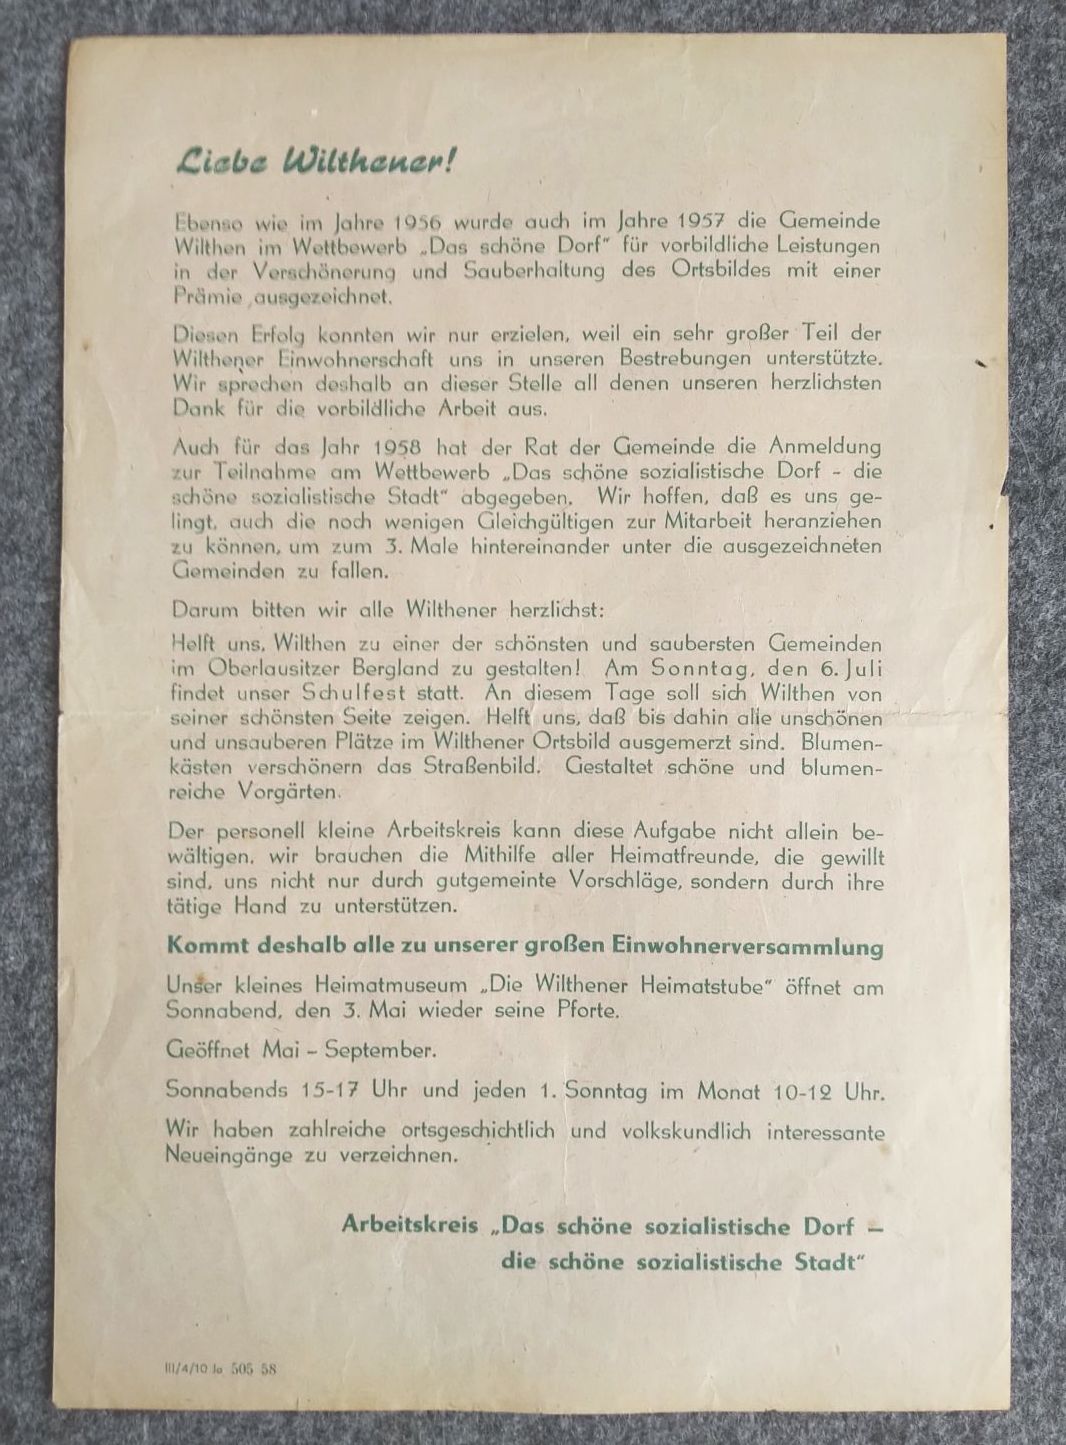 Liebe Wilthener!
Ebenso wie im Jahre 1956 wurde auch im Jahre 1957 die Gemeinde
Wilthen im Wettbewerb „Das schöne Dorf“ für vorbildliche Leistungen
in der Verschönerung und Sauberhaltung des Ortsbildes mit einer
Prämie ausgezeichnet.
Diesen Erfolg konnten wir nur erzielen, weil ein sehr großer Teil der
Wilthener Einwohnerschaft uns in unseren Bestrebungen unterstützte.
Wir sprechen deshalb an dieser Stelle all denen unseren herzlichsten
Dank für die vorbildliche Arbeit aus.
Auch für das Jahr 1958 hat der Rat der Gemeinde die Anmeldung
zur Teilnahme am Wettbewerb „Das schöne sozialistische Dorf – die
schöne sozialistische Stadt“ abgegeben. Wir hoffen, daß es uns ge-
lingt, auch die noch wenigen Gleichgültigen zur Mitarbeit heranziehen
zu können, um zum 3. Male hintereinander unter die ausgezeichneten
Gemeinden zu fallen.
Darum bitten wir alle Wilthener herzlichst:
Helft uns, Wilthen zu einer der schönsten und saubersten Gemeinden
im Oberlausitzer Bergland zu gestalten! Am Sonntag, den 6. Juli
findet unser Schulfest statt. An diesem Tage soll sich Wilthen von
seiner schönsten Seite zeigen. Helft uns, daß bis dahin alle unschönen
und unsauberen Plätze im Wilthener Ortsbild ausgemerzt sind. Blumen-
kästen verschönern das Straßenbild. Gestaltet schöne und blumen-
reiche Vorgärten.
Der personell kleine Arbeitskreis kann diese Aufgabe nicht allein be-
wältigen, wir brauchen die Mithilfe aller Heimatfreunde, die gewillt
sind, uns nicht nur durch gutgemeinte Vorschläge, sondern durch ihre
tätige Hand zu unterstützen.
Kommt deshalb alle zu unserer großen Einwohnerversammlung
Unser kleines Heimatmuseum „Die Wilthener Heimatstube“ öffnet am
Sonnabend, den 3. Mai wieder seine Pforte.
Geöffnet Mai – September.
Sonnabends 15-17 Uhr und jeden 1. Sonntag im Monat 10-12 Uhr.
Wir haben zahlreiche ortsgeschichtlich und volkskundlich interessante
Neueingänge zu verzeichnen.
Arbeitskreis „Das schöne sozialistische Dorf –
die schöne sozialistische Stadt“
III/4/10 Ja 505 58